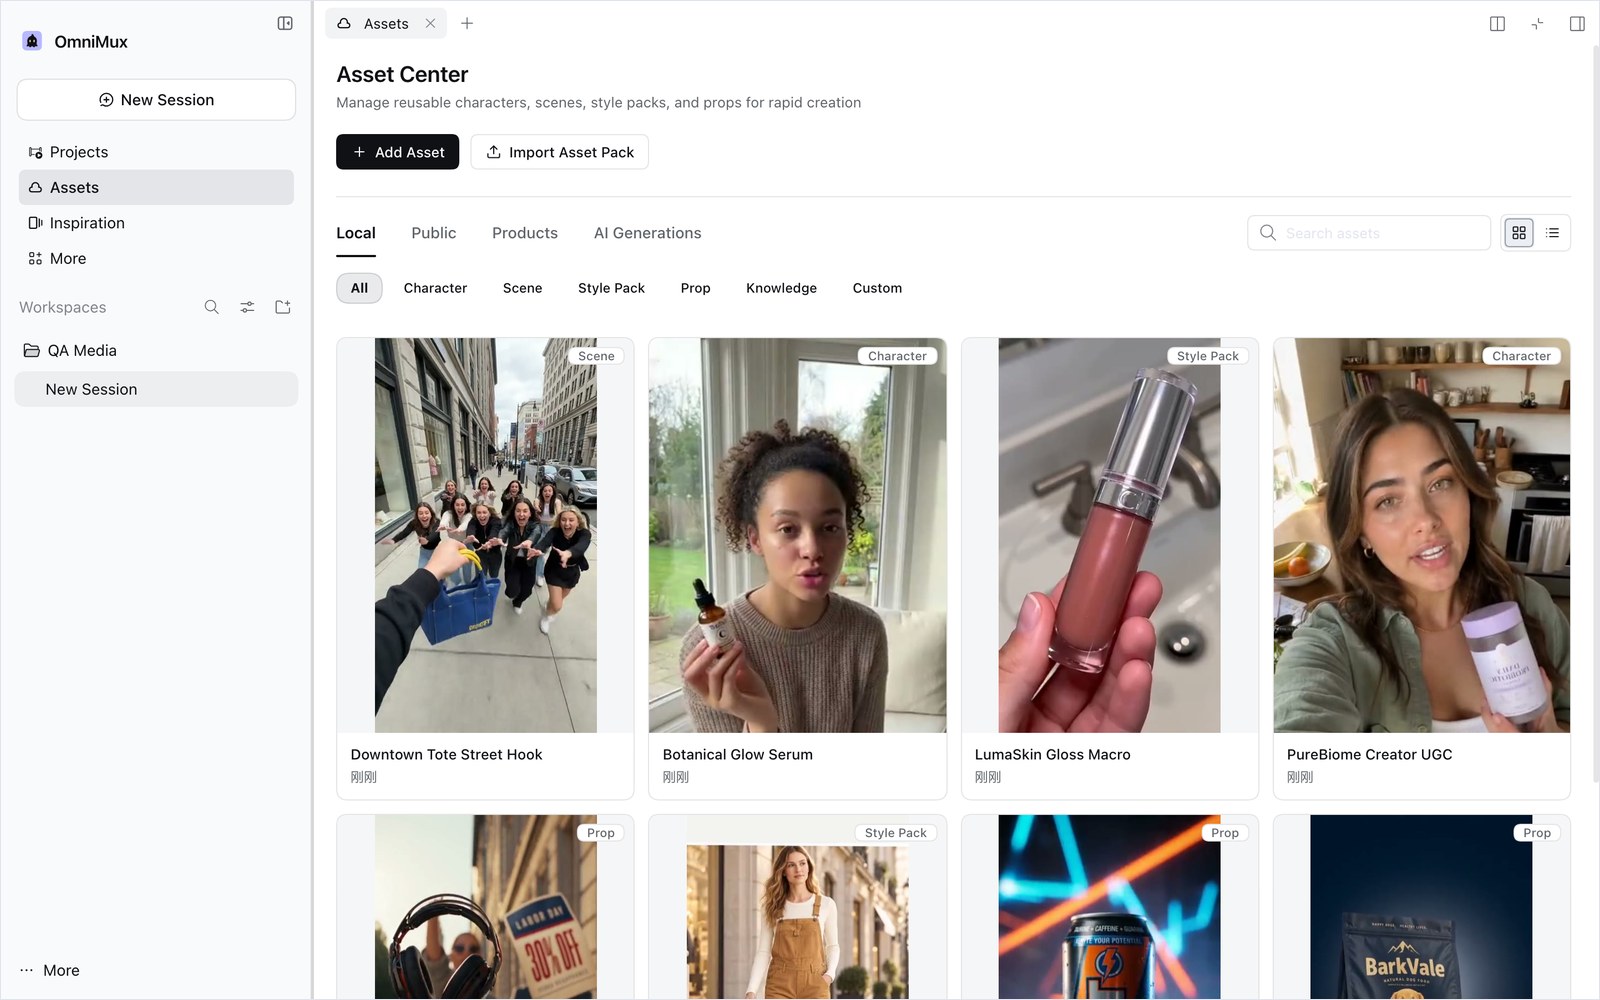 OmniMux
New Session
Projects
Assets
Inspiration
More
Workspaces
QA Media
New Session
More
Assets
Asset Center
Manage reusable characters, scenes, style packs, and props for rapid creation
Add Asset
Import Asset Pack
Local
Public
Products
AI Generations
Search assets
All
Character
Scene
Style Pack
Prop
Knowledge
Custom
Scene
Downtown Tote Street Hook
刚刚
Character
Botanical Glow Serum
刚刚
Style Pack
LumaSkin Gloss Macro
刚刚
Character
PureBiome Creator UGC
刚刚
Prop
LABOR DAY
30% OFF
Style Pack
Prop
Prop
BarkVale